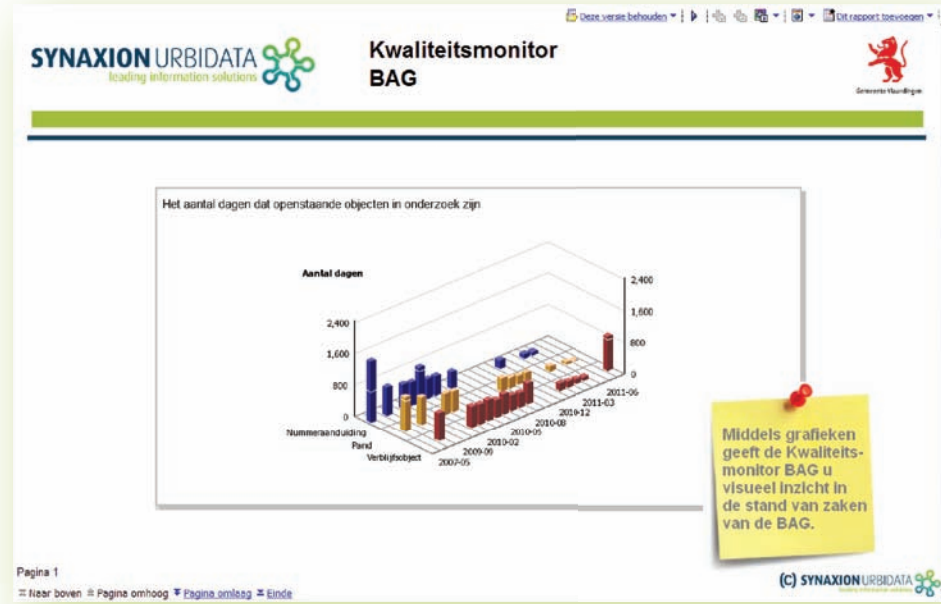 Deze versie behouden
Dit rapport toevoegen
SYNAXION URBIDATA
leading information solutions
Kwaliteitsmonitor
BAG
Gemeente Vlaardingen
Het aantal dagen dat openstaande objecten in onderzoek zijn
Aantal dagen
2,400
1,600
800
0
2,400
1,600
800
0
Nummeraanduiding
Pand
Verblijfsobject
2007-05
2009-09
2010-02
2010-05
2010-08
2010-12
2011-03
2011-06
Middels grafieken
geeft de Kwaliteits-
monitor BAG u
visueel inzicht in
de stand van zaken
van de BAG.
Pagina 1
Naar boven Pagina omhoog Pagina omlaag Einde
(C) SYNAXION URBIDATA
leading information solutions